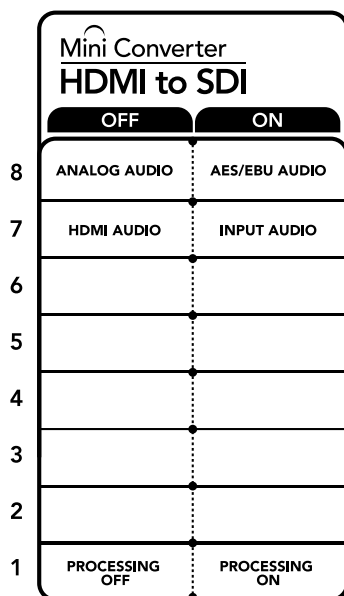 Mini Converter
HDMI to SDI
OFF ON
8 ANALOG AUDIO AES/EBU AUDIO
7 HDMI AUDIO INPUT AUDIO
6
5
4
3
2
1 PROCESSING OFF PROCESSING ON